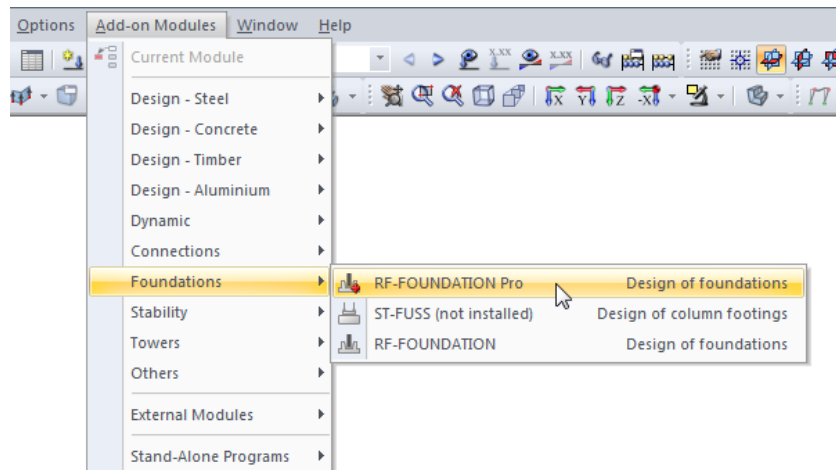 Options Add-on Modules Window Help
Current Module
x.xx x.xx
Design - Steel
Design - Concrete
Design - Timber
Design - Aluminium
Dynamic
Connections
Foundations
RF-FOUNDATION Pro Design of foundations
Stability
ST-FUSS (not installed) Design of column footings
Towers
RF-FOUNDATION Design of foundations
Others
External Modules
Stand-Alone Programs